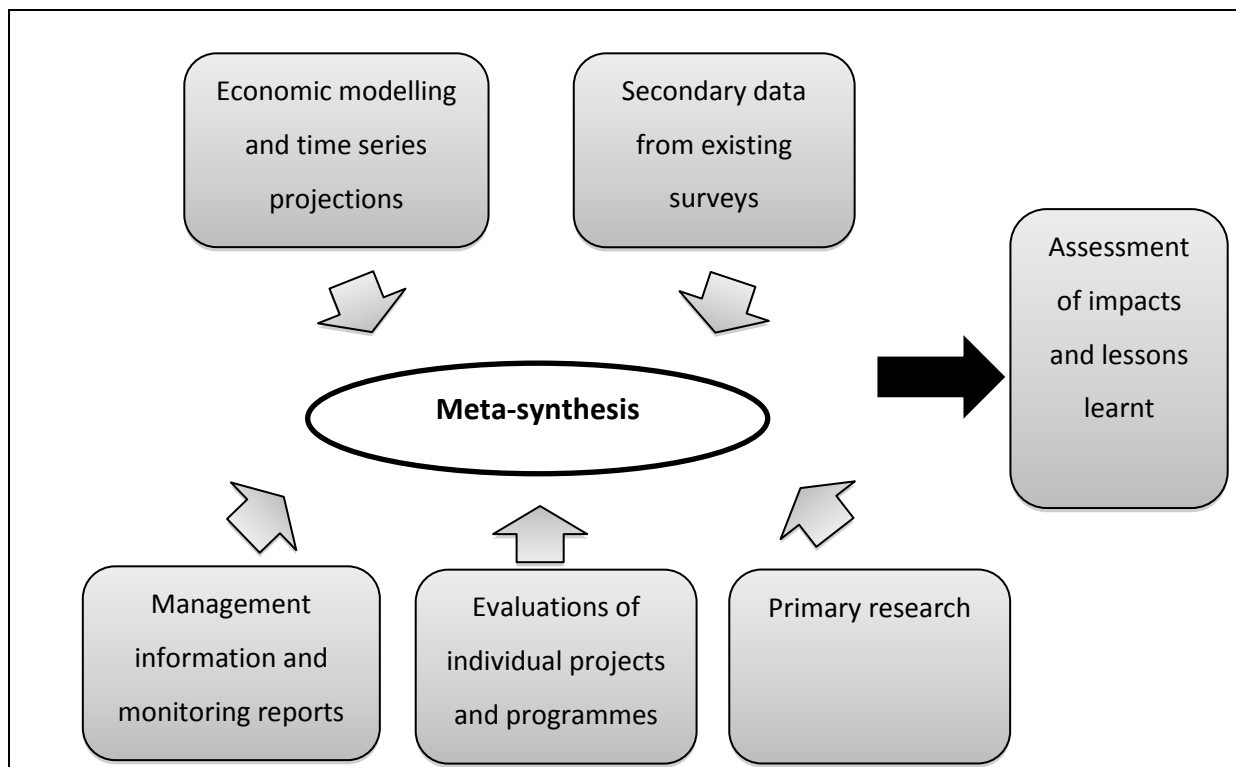 Economic modelling
and time series
projections
Secondary data
from existing
surveys
Assessment
of impacts
and lessons
learnt
Meta-synthesis
Management
information and
monitoring reports
Evaluations of
individual projects
and programmes
Primary research